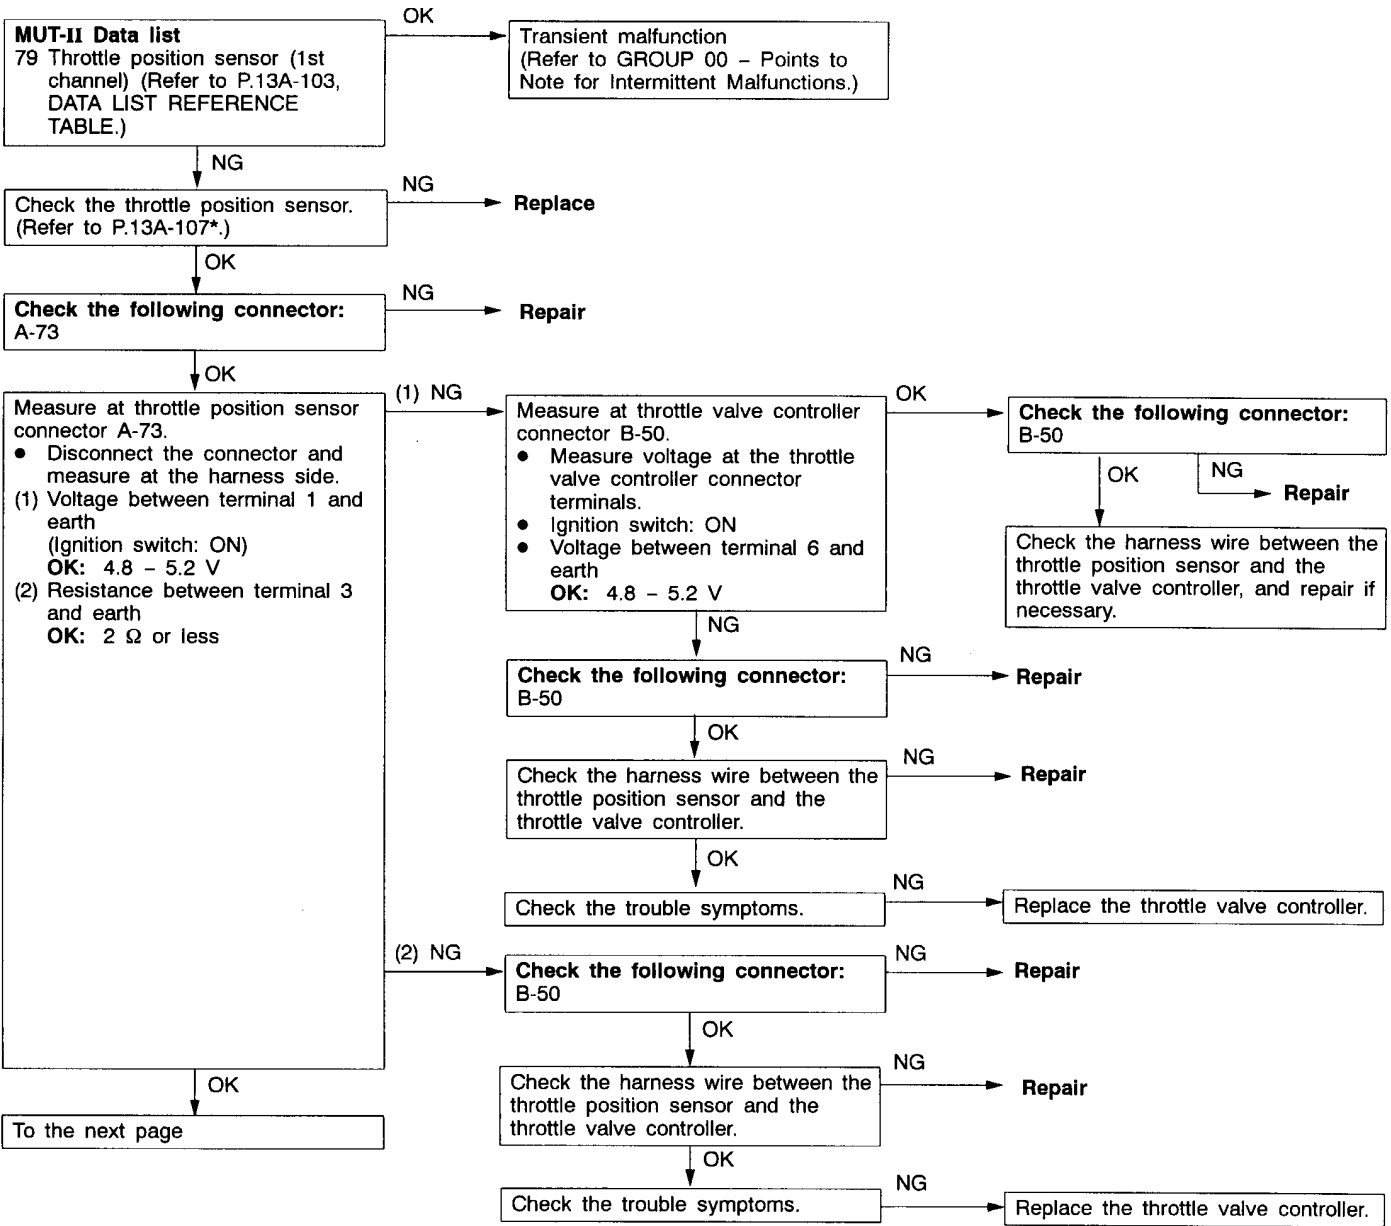 MUT-II Data list
79 Throttle position sensor (1st
channel) (Refer to P.13A-103,
DATA LIST REFERENCE
TABLE.)
OK
Transient malfunction
(Refer to GROUP 00 – Points to
Note for Intermittent Malfunctions.)
NG
Check the throttle position sensor.
(Refer to P.13A-107*.)
NG
Replace
OK
Check the following connector:
A-73
NG
Repair
OK
Measure at throttle position sensor
connector A-73.
● Disconnect the connector and
measure at the harness side.
(1) Voltage between terminal 1 and
earth
(Ignition switch: ON)
OK: 4.8 – 5.2 V
(2) Resistance between terminal 3
and earth
OK: 2 Ω or less
(1) NG
Measure at throttle valve controller
connector B-50.
● Measure voltage at the throttle
valve controller connector
terminals.
● Ignition switch: ON
● Voltage between terminal 6 and
earth
OK: 4.8 – 5.2 V
OK
Check the following connector:
B-50
OK
NG
Repair
Check the harness wire between the
throttle position sensor and the
throttle valve controller, and repair if
necessary.
NG
Check the following connector:
B-50
NG
Repair
OK
Check the harness wire between the
throttle position sensor and the
throttle valve controller.
NG
Repair
OK
Check the trouble symptoms.
NG
Replace the throttle valve controller.
(2) NG
Check the following connector:
B-50
NG
Repair
OK
Check the harness wire between the
throttle position sensor and the
throttle valve controller.
NG
Repair
OK
Check the trouble symptoms.
NG
Replace the throttle valve controller.
OK
To the next page